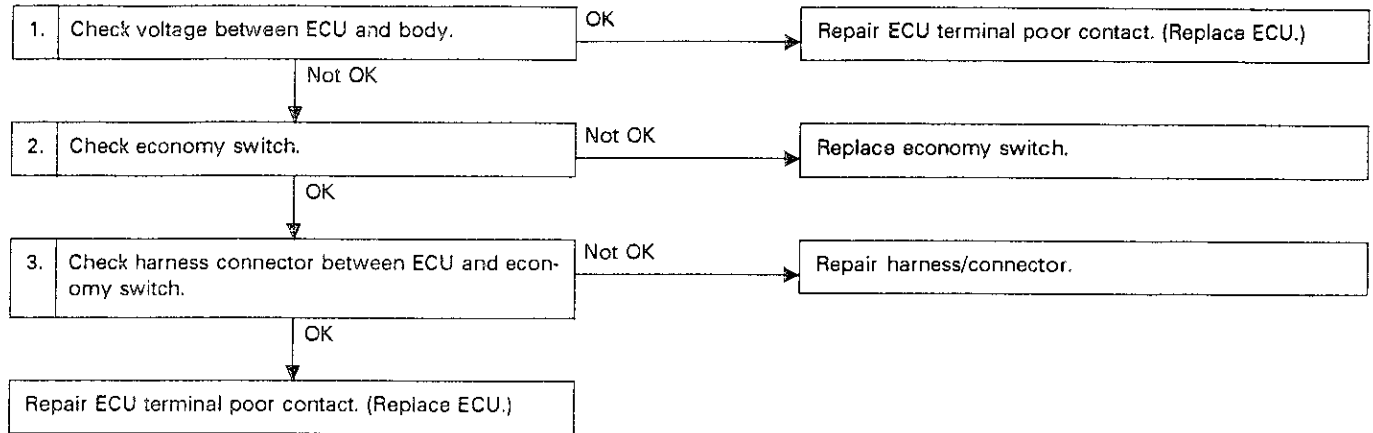 1. Check voltage between ECU and body.
OK
Repair ECU terminal poor contact. (Replace ECU.)
Not OK
2. Check economy switch.
Not OK
Replace economy switch.
OK
3. Check harness connector between ECU and econ-
omy switch.
Not OK
Repair harness/connector.
OK
Repair ECU terminal poor contact. (Replace ECU.)